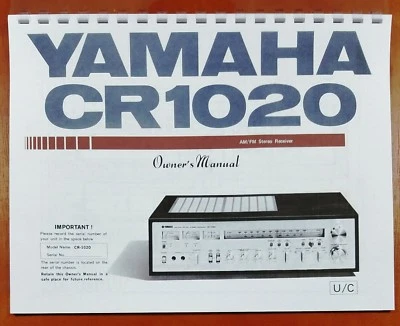 YAMAHA
CR1020
AM/FM Stereo Receiver
Owner's Manual
IMPORTANT!
Please record the serial number of
your unit in the space below.
Model Name: CR-1020
Serial No.:
The serial number is located on the
rear of the chassis.
Retain this Owner's Manual in a
safe place for future reference.
YAMAHA
U/C